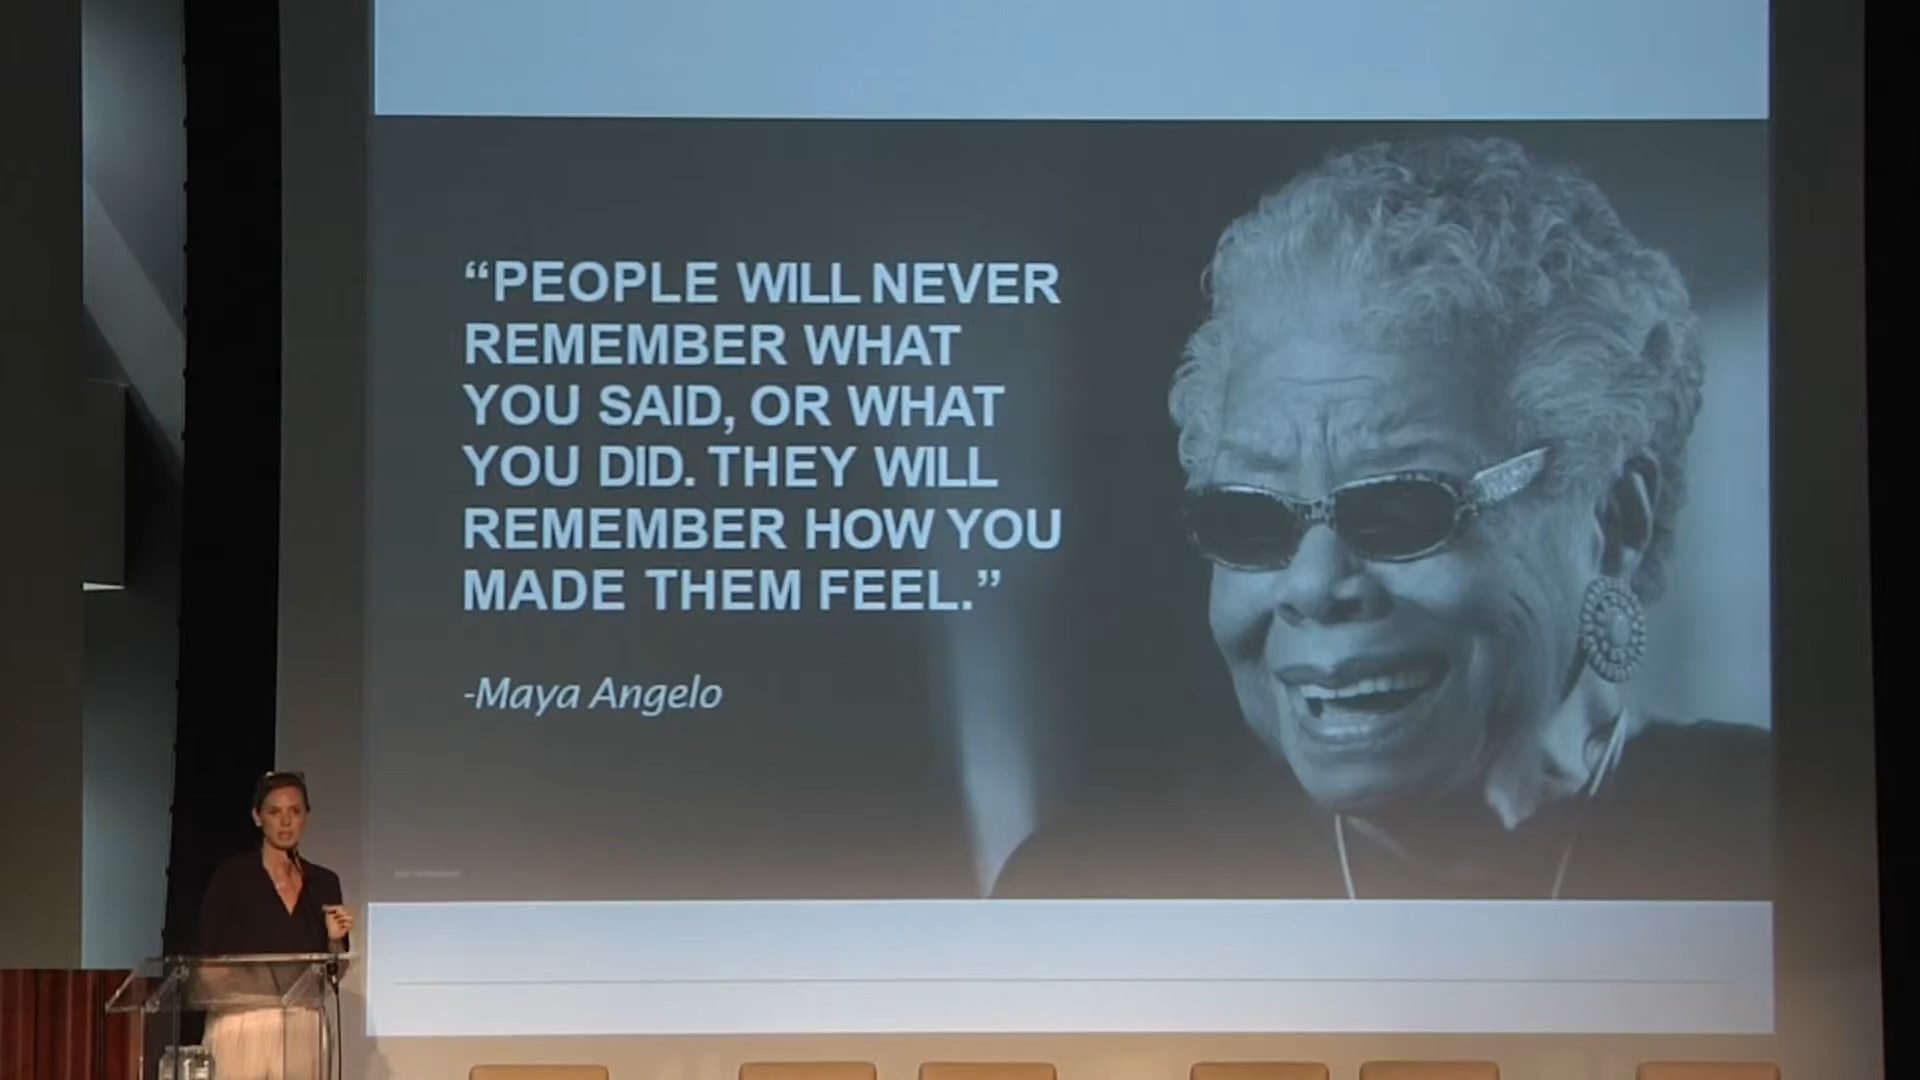 “PEOPLE WILL NEVER
REMEMBER WHAT
YOU SAID, OR WHAT
YOU DID. THEY WILL
REMEMBER HOW YOU
MADE THEM FEEL.”
-Maya Angelo